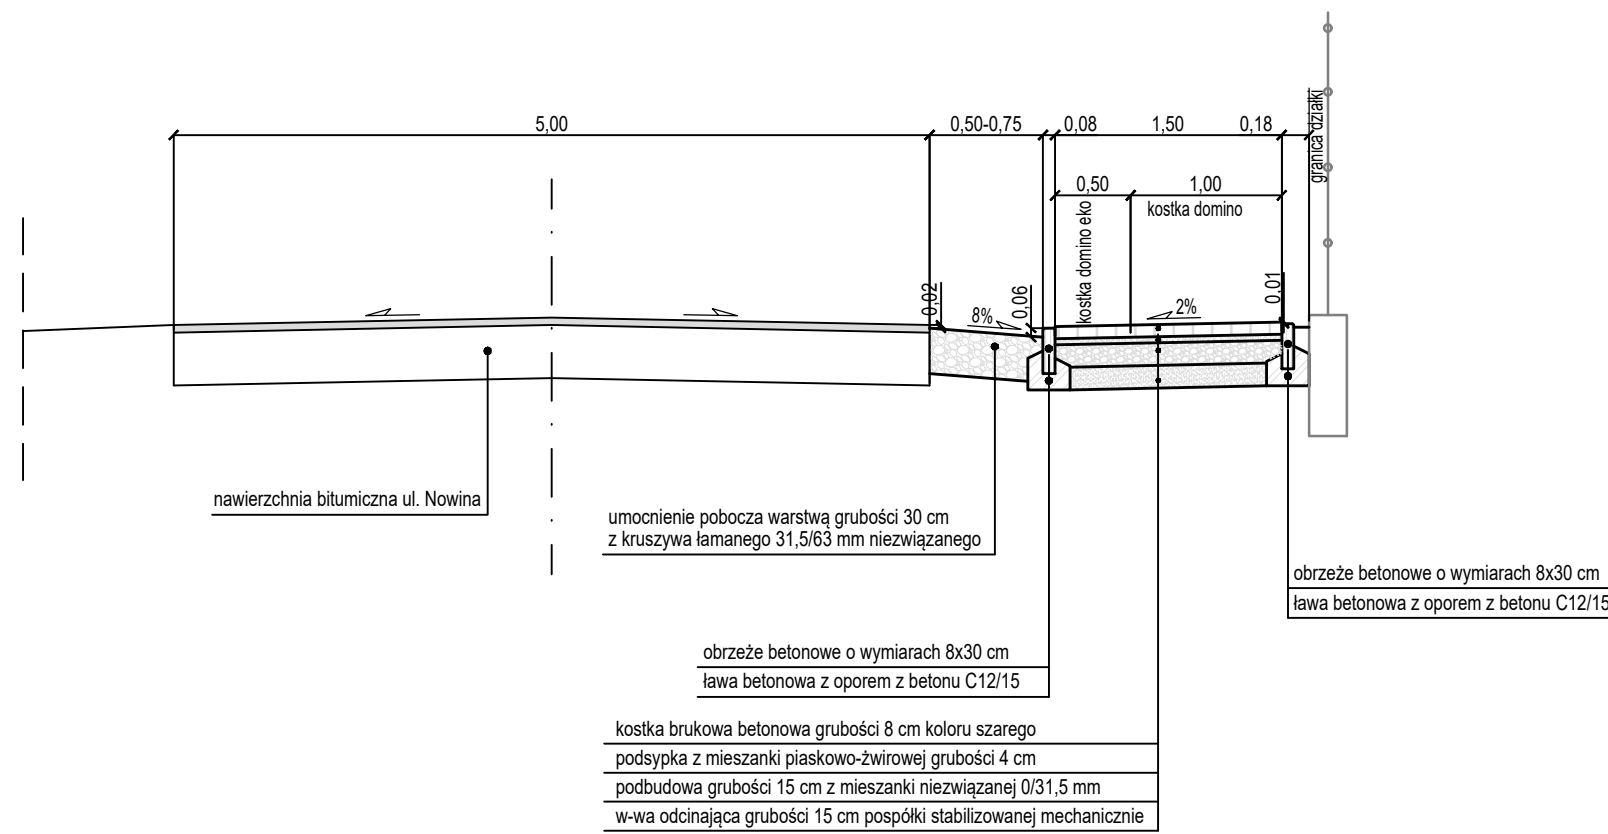 5,00
0,50-0,75
0,08
1,50
0,18
granica działki
0,50
1,00
kostka domino eko
kostka domino
0,02
8%
0,06
2%
0,01
nawierzchnia bitumiczna ul. Nowina
umocnienie pobocza warstwą grubości 30 cm
z kruszywa łamanego 31,5/63 mm niezwiązanego
obrzeże betonowe o wymiarach 8x30 cm
ława betonowa z oporem z betonu C12/15
obrzeże betonowe o wymiarach 8x30 cm
ława betonowa z oporem z betonu C12/15
kostka brukowa betonowa grubości 8 cm koloru szarego
podsypka z mieszanki piaskowo-żwirowej grubości 4 cm
podbudowa grubości 15 cm z mieszanki niezwiązanej 0/31,5 mm
w-wa odcinająca grubości 15 cm pospółki stabilizowanej mechanicznie